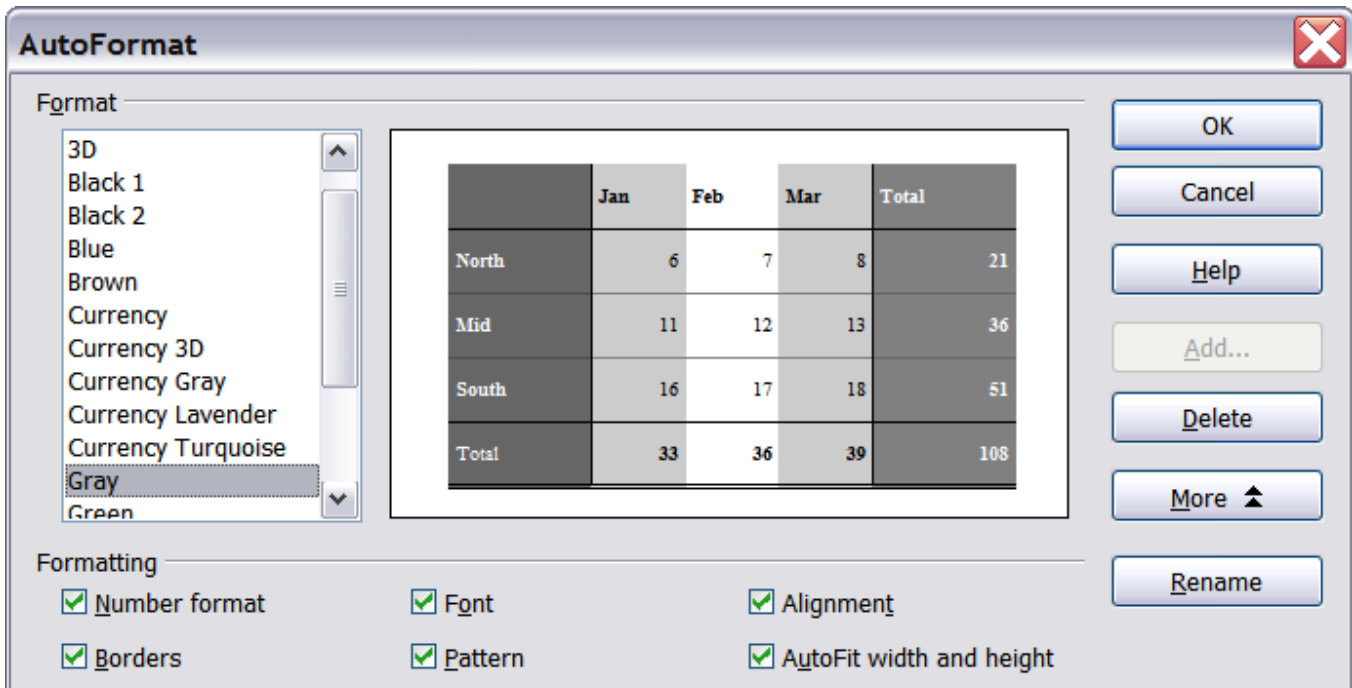 AutoFormat
Format
3D
Black 1
Black 2
Blue
Brown
Currency
Currency 3D
Currency Gray
Currency Lavender
Currency Turquoise
Gray
Green
Jan Feb Mar Total
North 6 7 8 21
Mid 11 12 13 36
South 16 17 18 51
Total 33 36 39 108
OK
Cancel
Help
Add...
Delete
More
Rename
Formatting
Number format Font Alignment
Borders Pattern AutoFit width and height